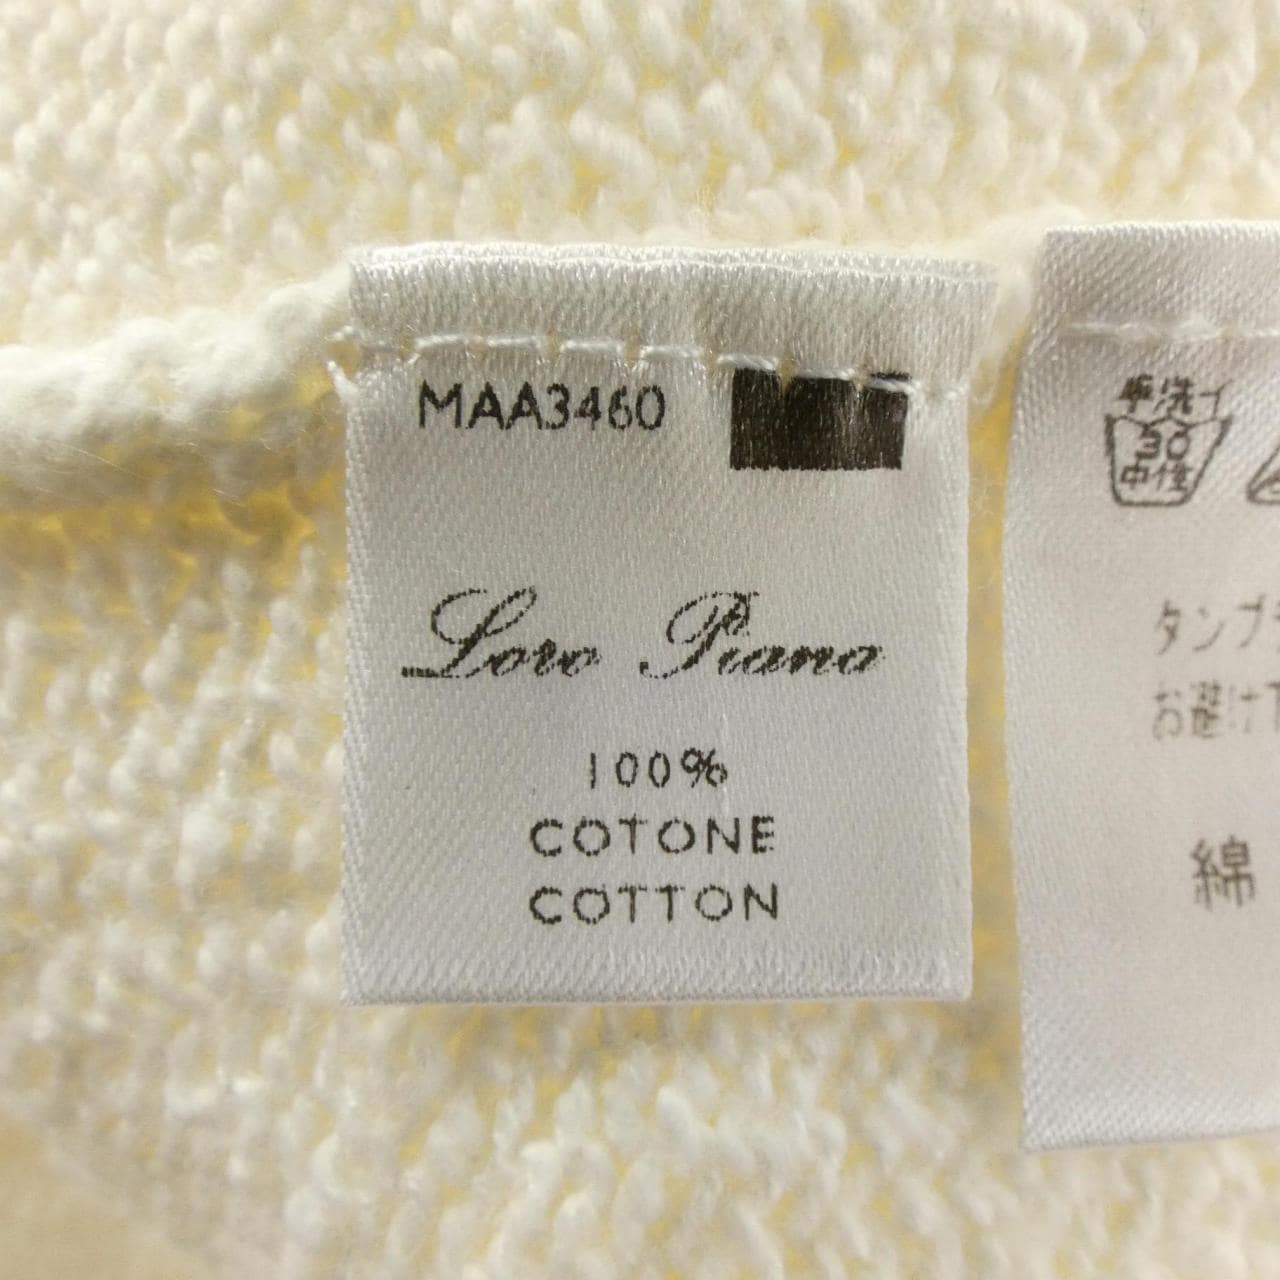 MAA3460
Loro Piana
100%
COTONE
COTTON
手洗イ
30
中性
タンブ
お避け下
綿